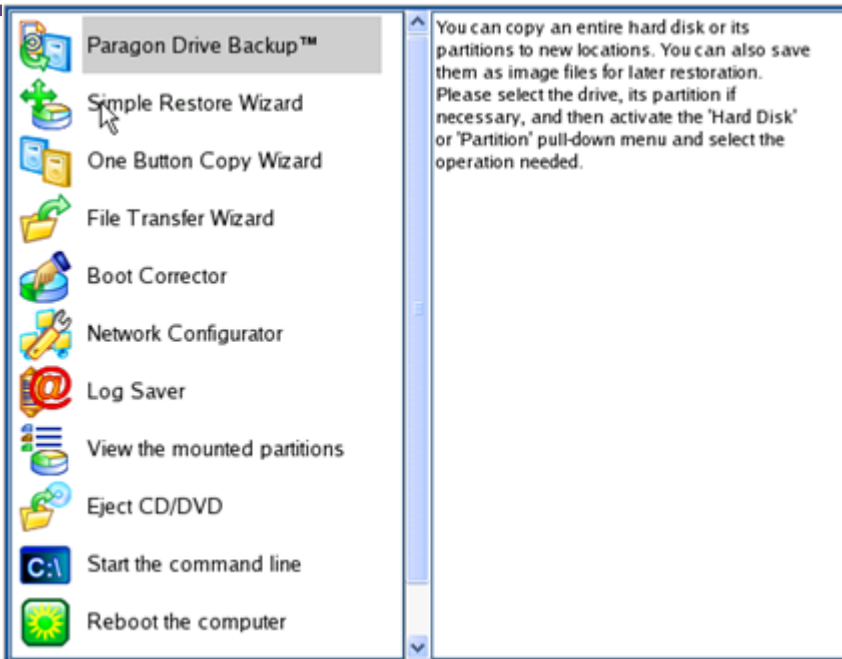 Paragon Drive Backup™
Simple Restore Wizard
One Button Copy Wizard
File Transfer Wizard
Boot Corrector
Network Configurator
Log Saver
View the mounted partitions
Eject CD/DVD
C:\
Start the command line
Reboot the computer
You can copy an entire hard disk or its
partitions to new locations. You can also save
them as image files for later restoration.
Please select the drive, its partition if
necessary, and then activate the 'Hard Disk'
or 'Partition' pull-down menu and select the
operation needed.